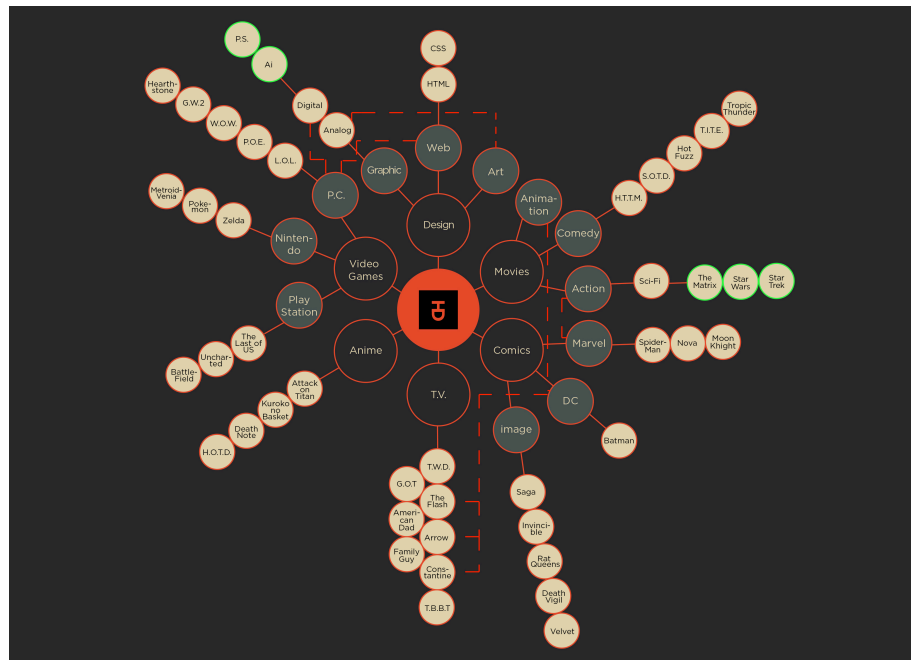 P.S.
Ai
Digital
Analog
Graphic
CSS
HTML
Web
Art
Design
Hearth-
stone
G.W.2
W.O.W.
P.O.E.
L.O.L.
P.C.
Metroid-
Venia
Poke-
mon
Zelda
Ninten-
do
Video
Games
Play
Station
The
Last of
US
Unchar-
ted
Battle-
Field
Anime
Attack
on
Titan
Kuroko
no
Basket
Death
Note
H.O.T.D.
T.V.
T.W.D.
G.O.T
The
Flash
Ameri-
can
Dad
Arrow
Family
Guy
Cons-
tantine
T.B.B.T
Movies
Anima-
tion
Comedy
H.T.T.M.
S.O.T.D.
Hot
Fuzz
T.I.T.E.
Tropic
Thunder
Action
Sci-Fi
The
Matrix
Star
Wars
Star
Trek
Comics
Marvel
Spider-
Man
Nova
Moon
Knight
DC
Batman
image
Saga
Invinci-
ble
Rat
Queens
Death
Vigil
Velvet